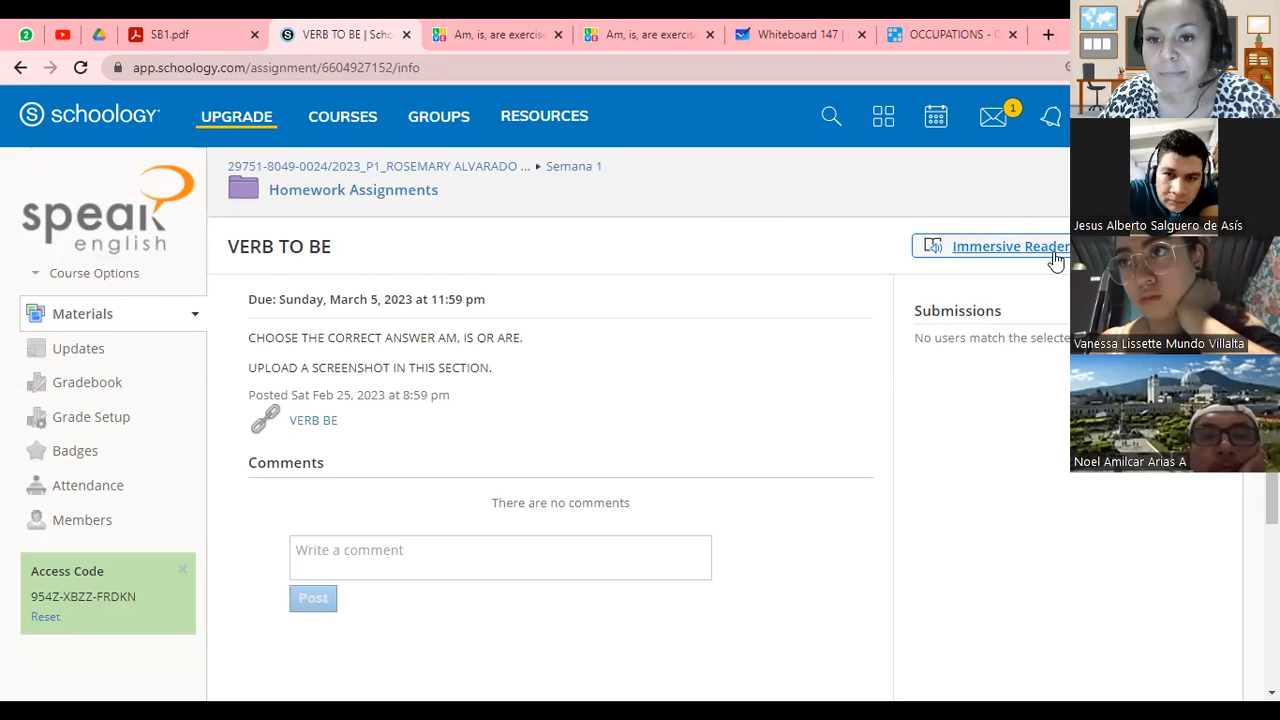 2
SB1.pdf
VERB TO BE | Scho
Am, is, are exercise
Am, is, are exercise
Whiteboard 147 |
OCCUPATIONS - C
app.schoology.com/assignment/6604927152/info
S schoology
UPGRADE
COURSES
GROUPS
RESOURCES
1
29751-8049-0024/2023_P1_ROSEMARY ALVARADO ... Semana 1
Homework Assignments
speak
english
Course Options
Materials
Updates
Gradebook
Grade Setup
Badges
Attendance
Members
Access Code
954Z-XBZZ-FRDKN
Reset
VERB TO BE
Immersive Reader
Due: Sunday, March 5, 2023 at 11:59 pm
CHOOSE THE CORRECT ANSWER AM, IS OR ARE.
UPLOAD A SCREENSHOT IN THIS SECTION.
Posted Sat Feb 25, 2023 at 8:59 pm
VERB BE
Comments
There are no comments
Write a comment
Post
Submissions
No users match the selecte
Jesus Alberto Salguero de Asís
Vanessa Lissette Mundo Villalta
Noel Amilcar Arias A